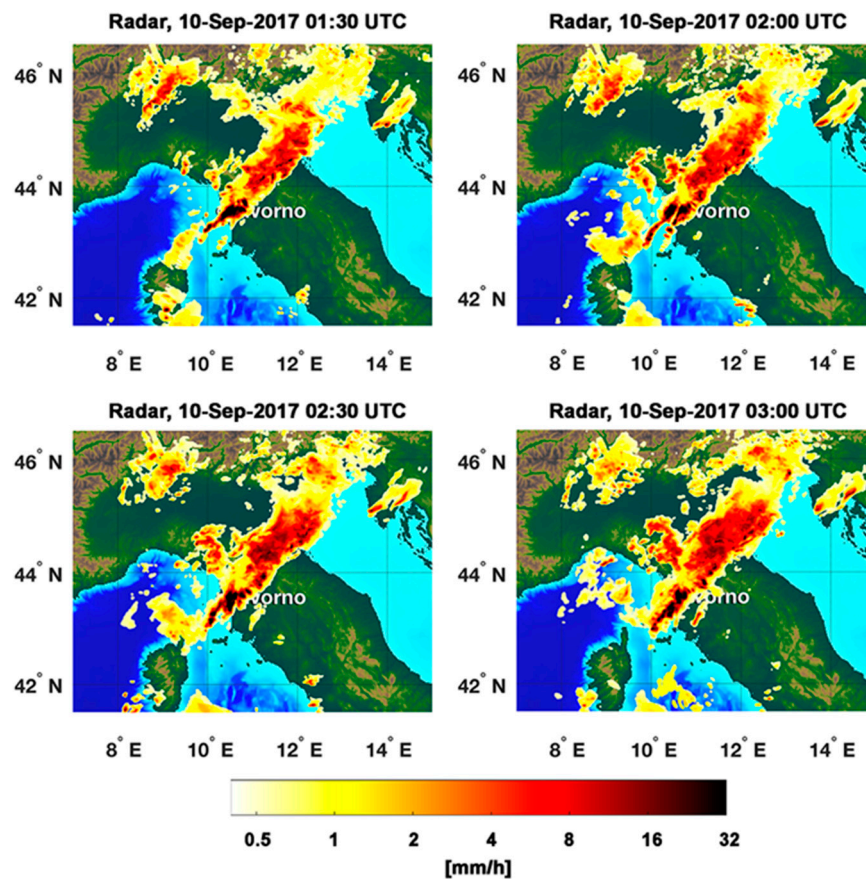 Radar, 10-Sep-2017 01:30 UTC
46° N
44° N
42° N
vorno
8° E
10° E
12° E
14° E
Radar, 10-Sep-2017 02:00 UTC
46° N
44° N
42° N
vorno
8° E
10° E
12° E
14° E
Radar, 10-Sep-2017 02:30 UTC
46° N
44° N
42° N
vorno
8° E
10° E
12° E
14° E
Radar, 10-Sep-2017 03:00 UTC
46° N
44° N
42° N
vorno
8° E
10° E
12° E
14° E
0.5 1 2 4 8 16 32
[mm/h]